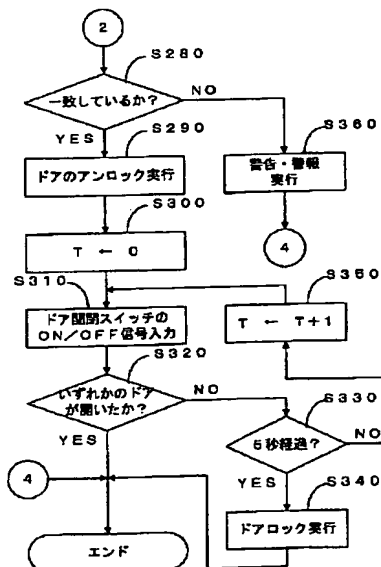 2
S280
一致しているか?
NO
YES
S290
S360
ドアのアンロック実行
警告・警報
実行
S300
T ← 0
4
S310
S360
ドア開閉スイッチの
ON/OFF信号入力
T ← T+1
S320
いずれかのドア
が開いたか?
NO
S330
YES
5秒経過?
NO
4
YES
S340
ドアロック実行
エンド